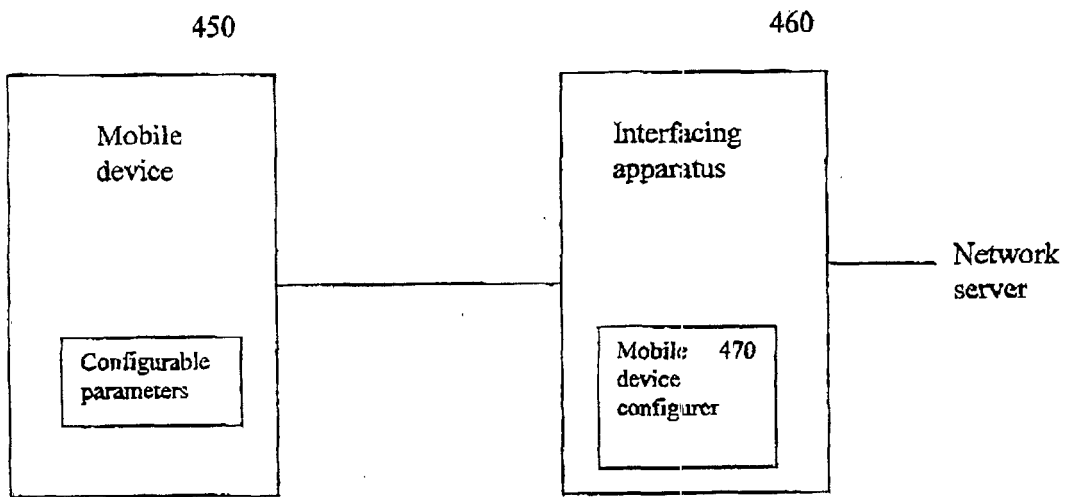 450
460
Mobile
device
Interfacing
apparatus
Network
server
Configurable
parameters
Mobile 470
device
configurer